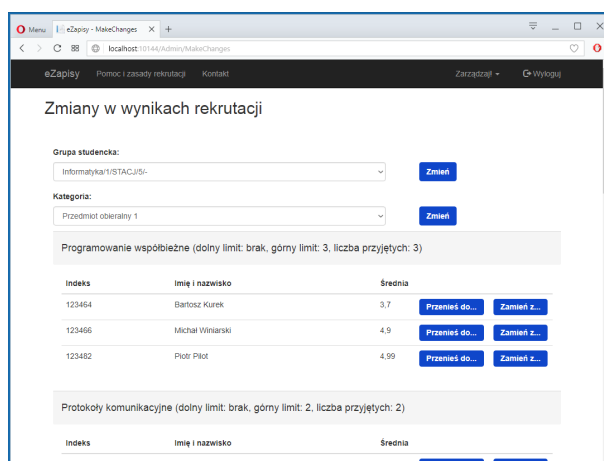 Menu eZapisy - MakeChanges
localhost:10144/Admin/MakeChanges
eZapisy Pomoc i zasady rekrutacji Kontakt Zarządzaj! Wyloguj
Zmiany w wynikach rekrutacji
Grupa studencka:
Informatyka/1/STACJ/5/- Zmień
Kategoria:
Przedmiot obieralny 1 Zmień
Programowanie współbieżne (dolny limit: brak, górny limit: 3, liczba przyjętych: 3)
Indeks Imię i nazwisko Średnia
123464 Bartosz Kurek 3,7 Przenieś do... Zamień z...
123466 Michał Winiarski 4,9 Przenieś do... Zamień z...
123482 Piotr Pilot 4,99 Przenieś do... Zamień z...
Protokoły komunikacyjne (dolny limit: brak, górny limit: 2, liczba przyjętych: 2)
Indeks Imię i nazwisko Średnia